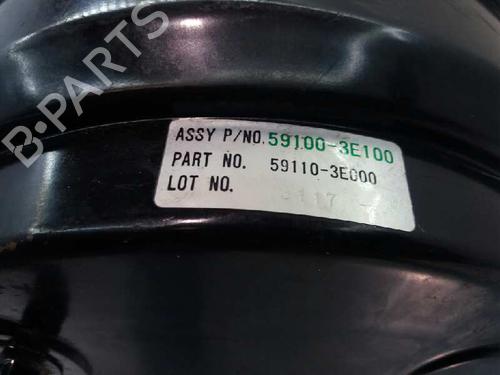 B-PARTS
ASSY P/NO. 59100-3E100
PART NO. 59110-3E000
LOT NO.